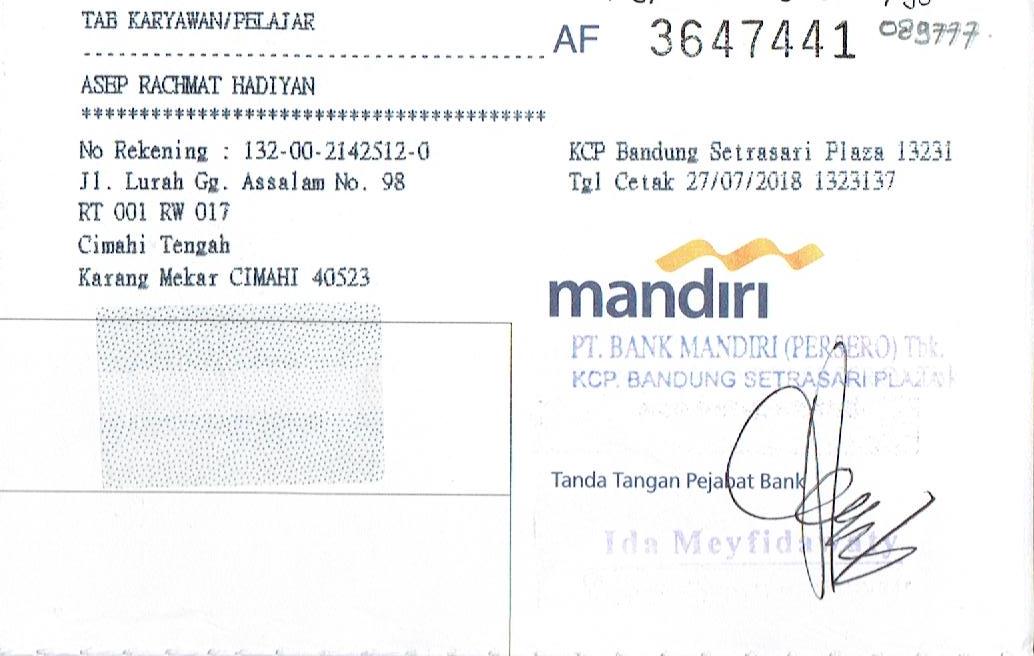 TAB KARYAWAN/PELAJAR
AF 3647441 089777
ASEP RACHMAT HADIYAN
****************************************
No Rekening : 132-00-2142512-0
Jl. Lurah Gg. Assalam No. 98
RT 001 RW 017
Cimahi Tengah
Karang Mekar CIMAHI 40523
KCP Bandung Setrasari Plaza 13231
Tgl Cetak 27/07/2018 1323137
mandiri
PT. BANK MANDIRI (PERSERO) Tbk.
KCP. BANDUNG SETRASARI PLAZA
Tanda Tangan Pejabat Bank
Ida Meyfidawaty